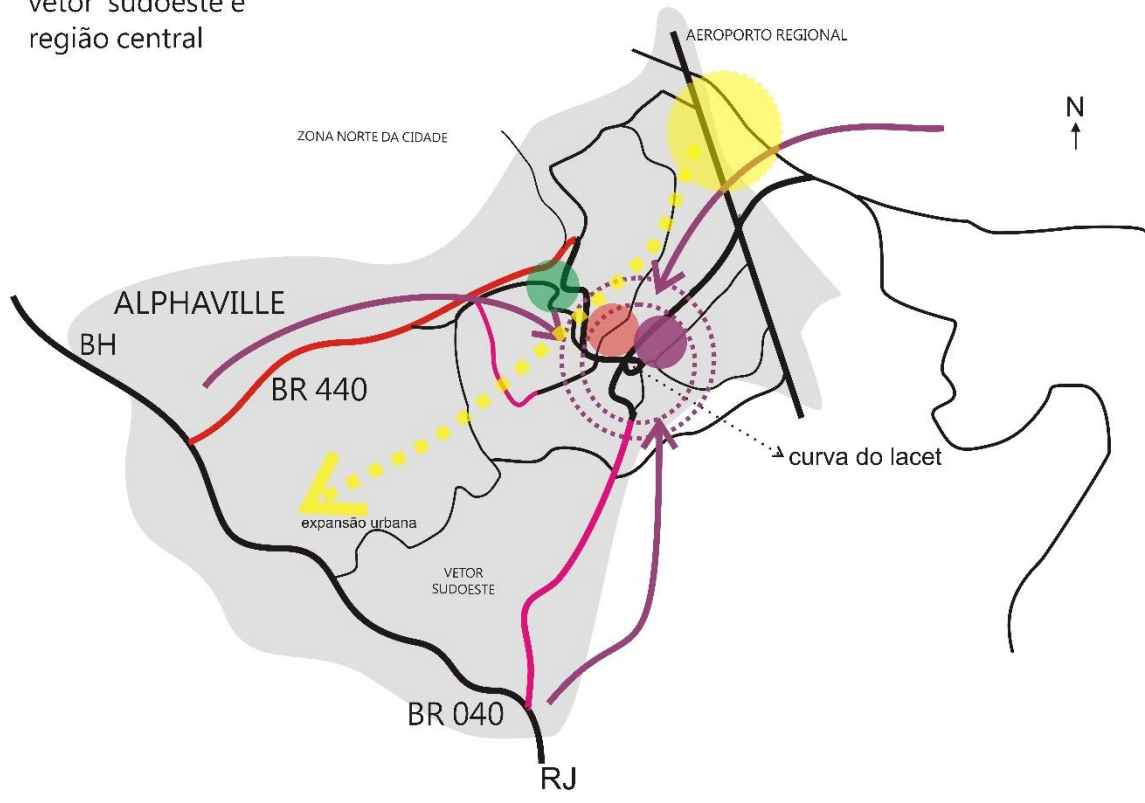 vetor sudoeste e
região central
AEROPORTO REGIONAL
N
ZONA NORTE DA CIDADE
ALPHAVILLE
BH
BR 440
curva do lacet
expansão urbana
VETOR
SUDOESTE
BR 040
RJ